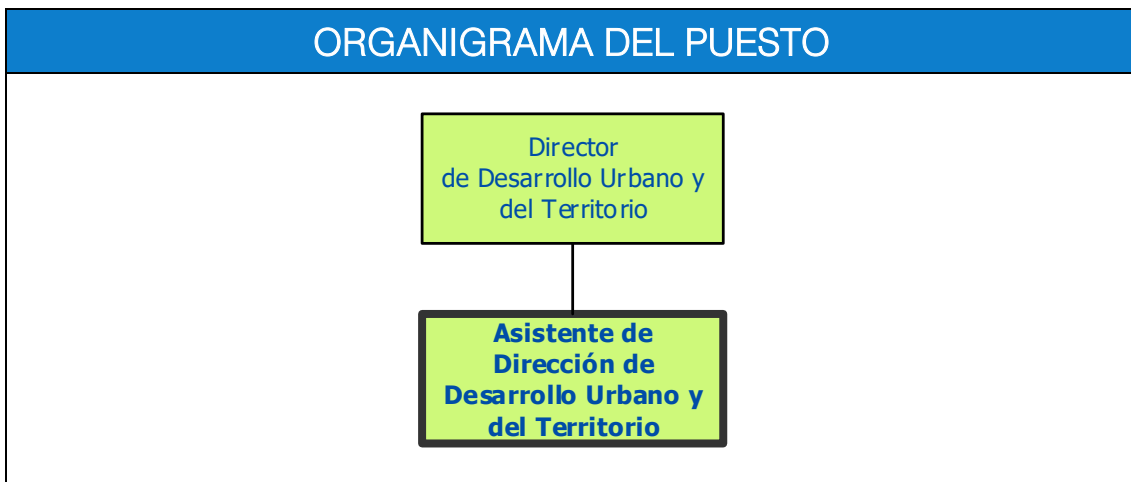 ORGANIGRAMA DEL PUESTO
Director
de Desarrollo Urbano y
del Territorio
Asistente de
Dirección de
Desarrollo Urbano y
del Territorio